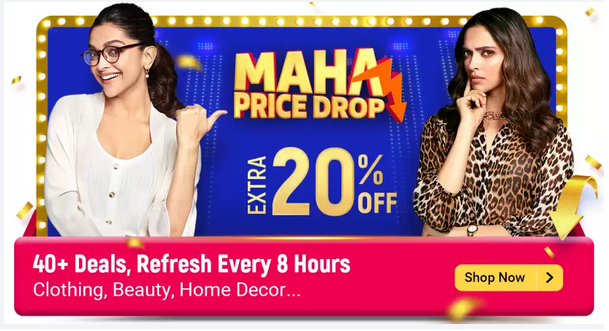 MAHA
PRICE DROP
EXTRA 20% OFF
40+ Deals, Refresh Every 8 Hours
Clothing, Beauty, Home Decor...
Shop Now